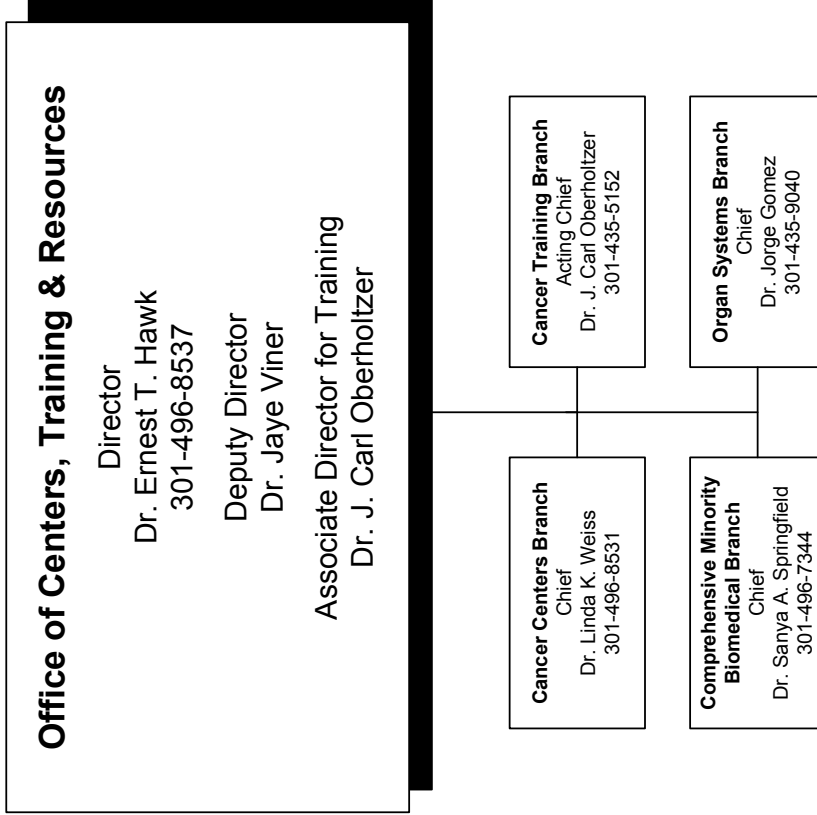 Office of Centers, Training & Resources
Director
Dr. Ernest T. Hawk
301-496-8537
Deputy Director
Dr. Jaye Viner
Associate Director for Training
Dr. J. Carl Oberholtzer
Cancer Centers Branch
Chief
Dr. Linda K. Weiss
301-496-8531
Cancer Training Branch
Acting Chief
Dr. J. Carl Oberholtzer
301-435-5152
Comprehensive Minority
Biomedical Branch
Chief
Dr. Sanya A. Springfield
301-496-7344
Organ Systems Branch
Chief
Dr. Jorge Gomez
301-435-9040